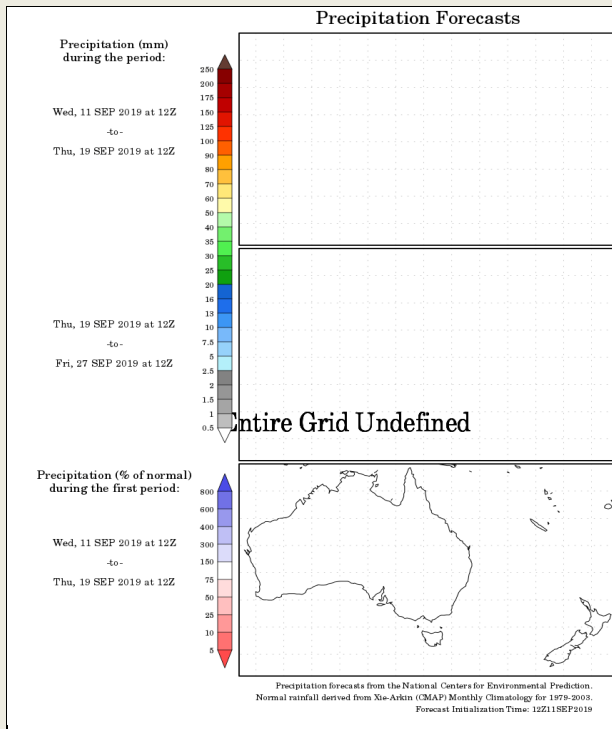 Precipitation Forecasts
Precipitation (mm)
during the period:
Wed, 11 SEP 2019 at 12Z
-to-
Thu, 19 SEP 2019 at 12Z
250
200
175
150
125
100
90
80
70
60
50
40
35
30
25
20
16
13
10
7.5
5
2.5
2
1.5
1
0.5
Thu, 19 SEP 2019 at 12Z
-to-
Fri, 27 SEP 2019 at 12Z
Entire Grid Undefined
Precipitation (% of normal)
during the first period:
Wed, 11 SEP 2019 at 12Z
-to-
Thu, 19 SEP 2019 at 12Z
800
600
400
300
150
75
50
25
10
5
Precipitation forecasts from the National Centers for Environmental Prediction.
Normal rainfall derived from Xie-Arkin (CMAP) Monthly Climatology for 1979-2003.
Forecast Initialization Time: 12Z11SEP2019